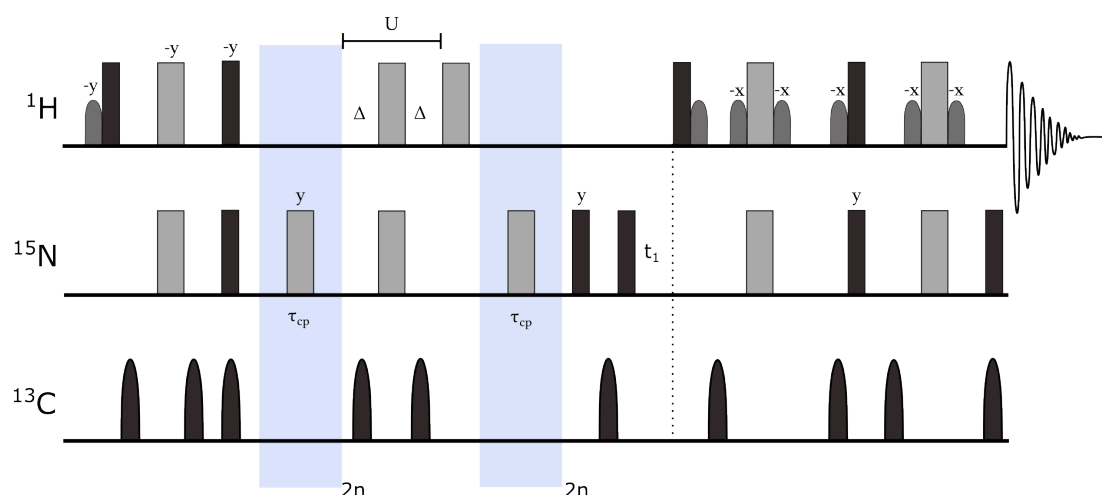 U
-y -y -y
¹H Δ Δ -x -x -x -x -x
y y y
¹⁵N t₁
τcp τcp
¹³C
2n 2n